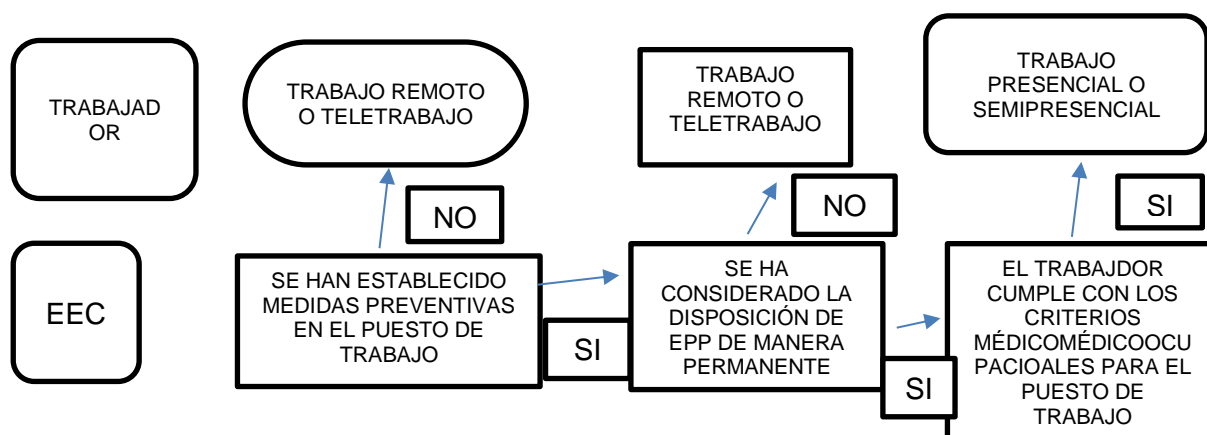 TRABAJAD
OR
TRABAJO REMOTO
O TELETRABAJO
TRABAJO
REMOTO O
TELETRABAJO
TRABAJO
PRESENCIAL O
SEMIPRESENCIAL
NO
NO
SI
EEC
SE HAN ESTABLECIDO
MEDIDAS PREVENTIVAS
EN EL PUESTO DE
TRABAJO
SI
SE HA
CONSIDERADO LA
DISPOSICIÓN DE
EPP DE MANERA
PERMANENTE
SI
EL TRABAJDOR
CUMPLE CON LOS
CRITERIOS
MÉDICOMÉDICOOCU
PACIOALES PARA EL
PUESTO DE
TRABAJO